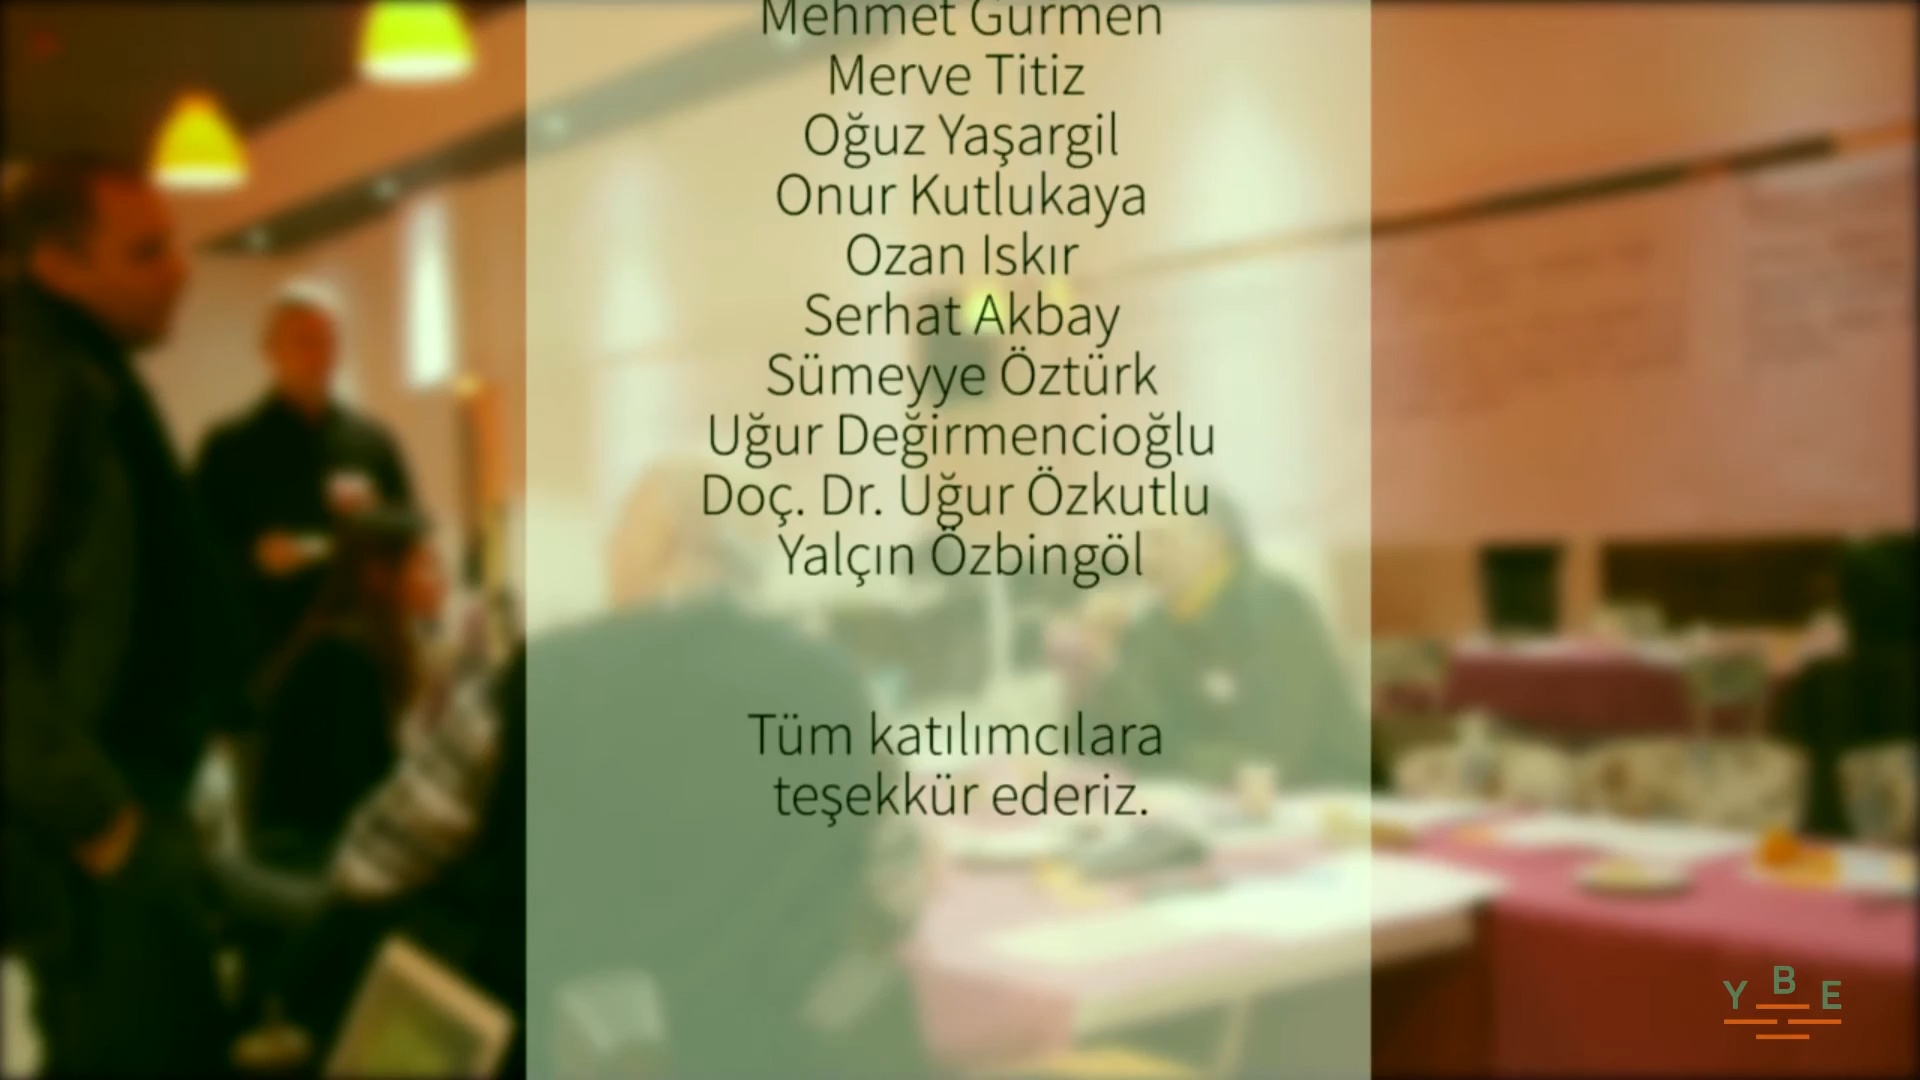 Mehmet Gürmen
Merve Titiz
Oğuz Yaşargil
Onur Kutlukaya
Ozan Iskır
Serhat Akbay
Sümeyye Öztürk
Uğur Değirmencioğlu
Doç. Dr. Uğur Özkutlu
Yalçın Özbingöl
Tüm katılımcılara
teşekkür ederiz.
Y B E